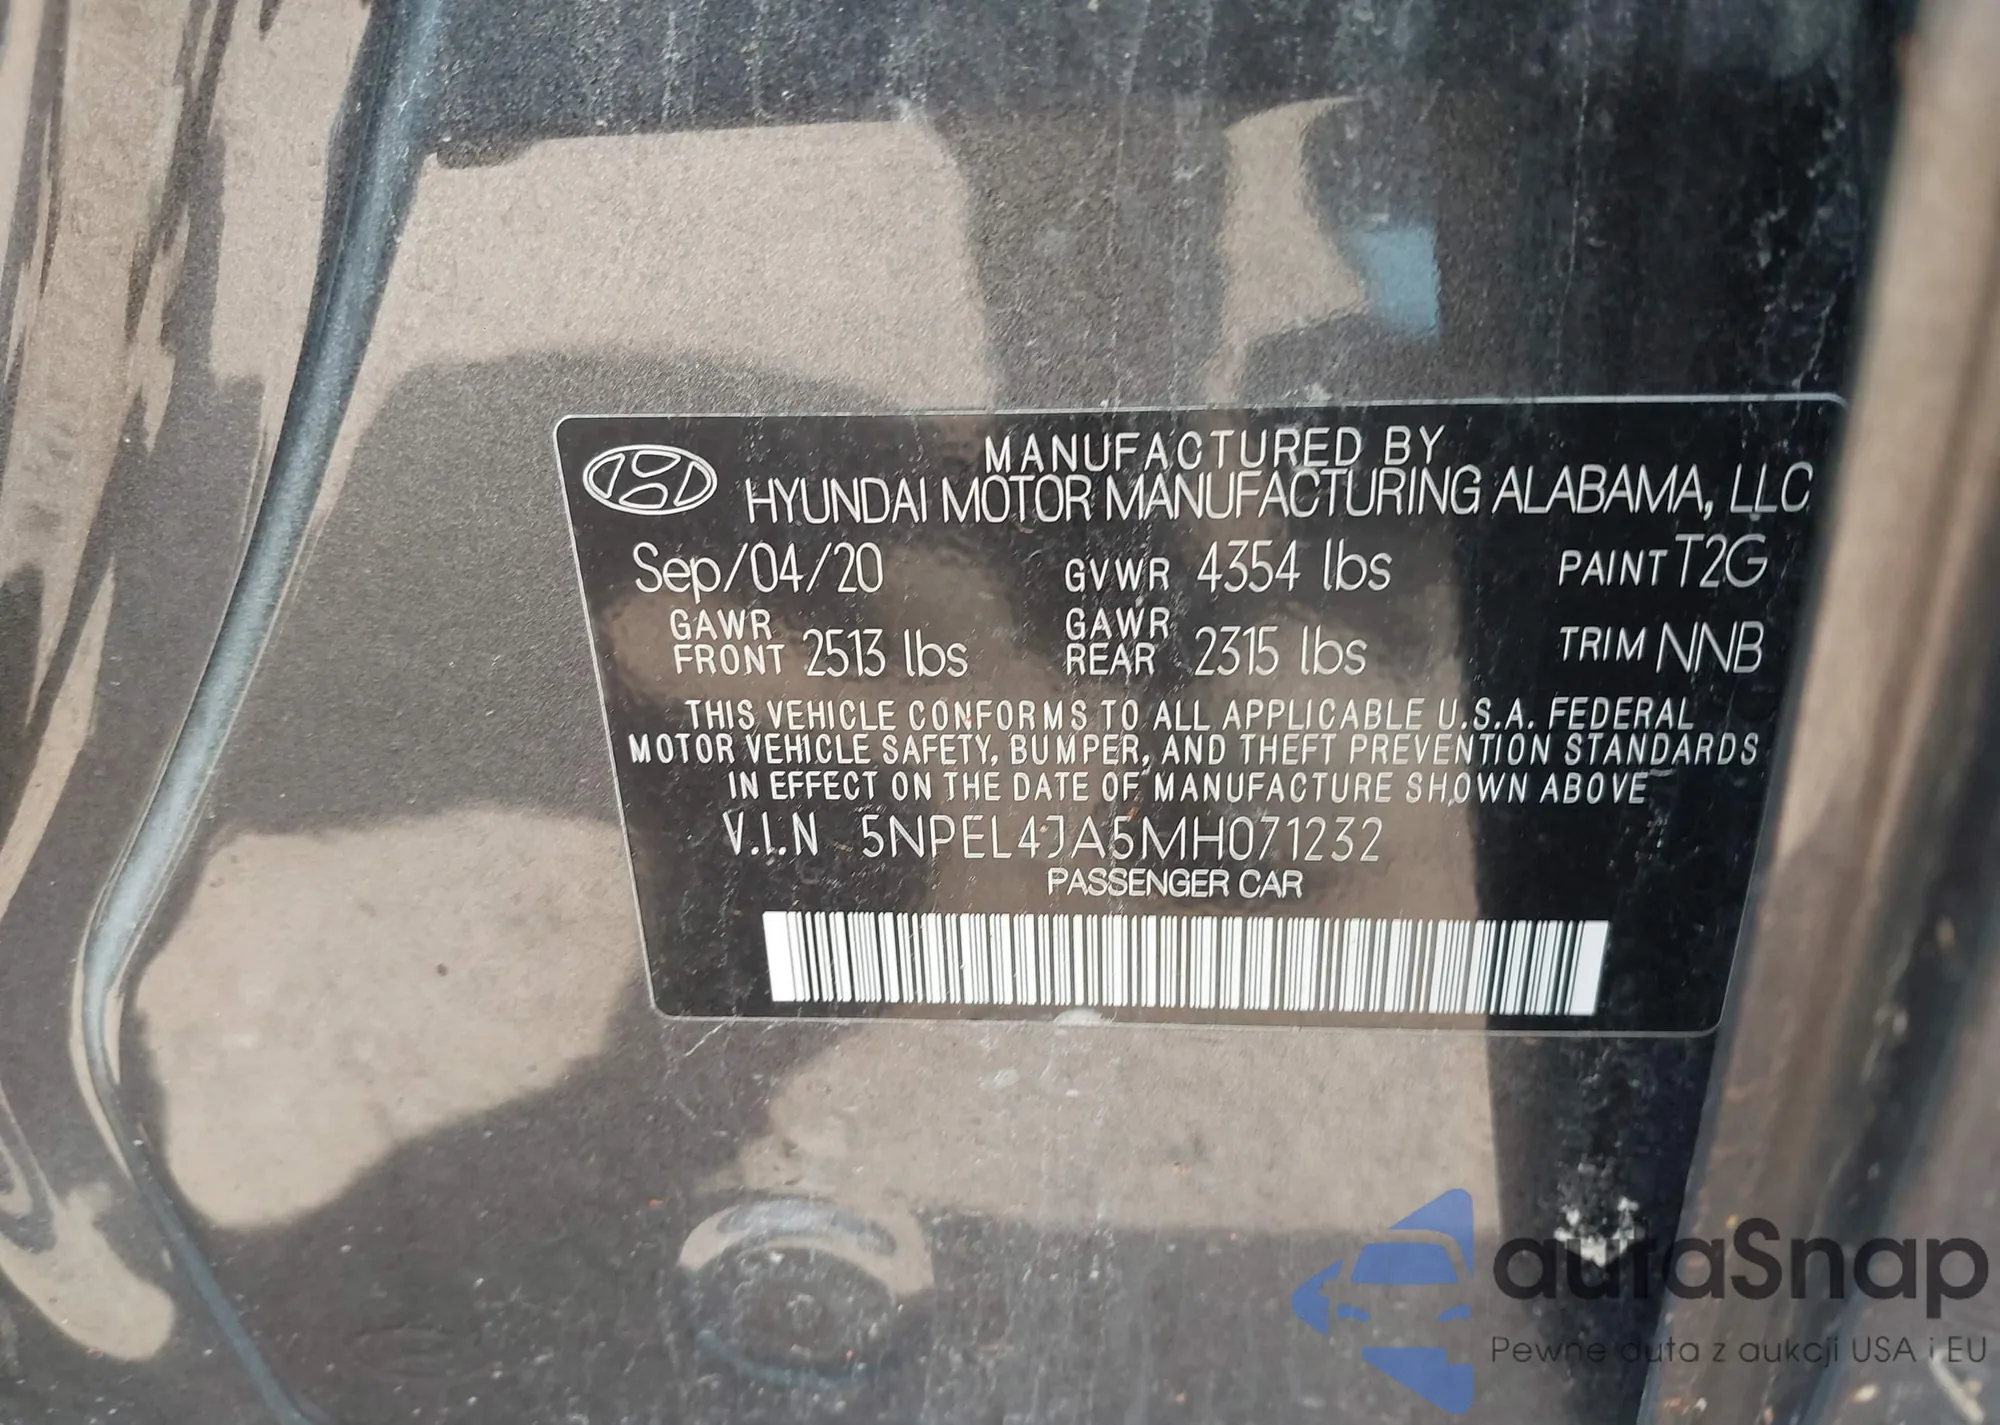 MANUFACTURED BY
HYUNDAI MOTOR MANUFACTURING ALABAMA, LLC
Sep/04/20 GVWR 4354 lbs PAINT T2G
GAWR FRONT 2513 lbs GAWR REAR 2315 lbs TRIM NNB
THIS VEHICLE CONFORMS TO ALL APPLICABLE U.S.A. FEDERAL
MOTOR VEHICLE SAFETY, BUMPER, AND THEFT PREVENTION STANDARDS
IN EFFECT ON THE DATE OF MANUFACTURE SHOWN ABOVE
V.I.N 5NPEL4JA5MH071232
PASSENGER CAR
autaSnap
Pewne auta z aukcji USA i EU